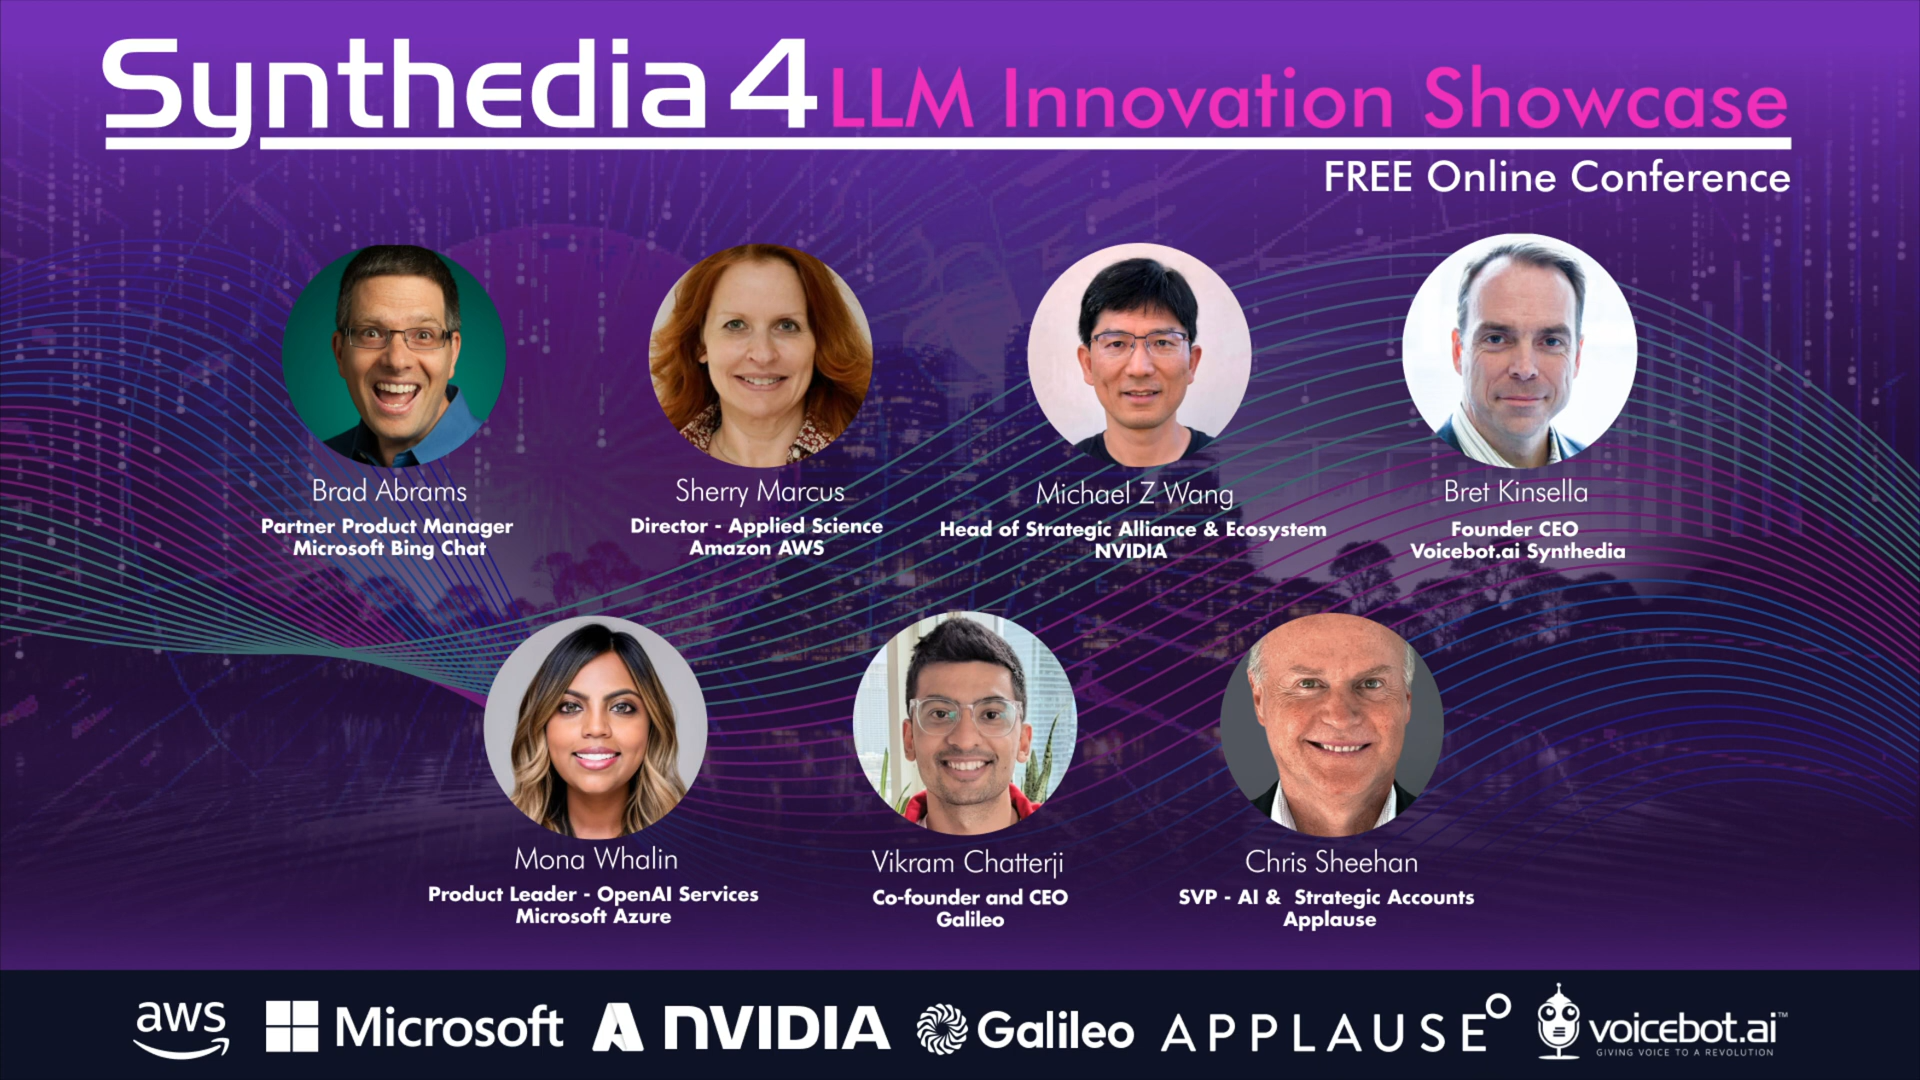 Synthedia 4 LLM Innovation Showcase
FREE Online Conference
Brad Abrams
Partner Product Manager
Microsoft Bing Chat
Sherry Marcus
Director - Applied Science
Amazon AWS
Michael Z Wang
Head of Strategic Alliance & Ecosystem
NVIDIA
Bret Kinsella
Founder CEO
Voicebot.ai Synthedia
Mona Whalin
Product Leader - OpenAI Services
Microsoft Azure
Vikram Chatterji
Co-founder and CEO
Galileo
Chris Sheehan
SVP - AI &  Strategic Accounts
Applause
aws
Microsoft
NVIDIA
Galileo
APPLAUSE
voicebot.ai™
GIVING VOICE TO A REVOLUTION